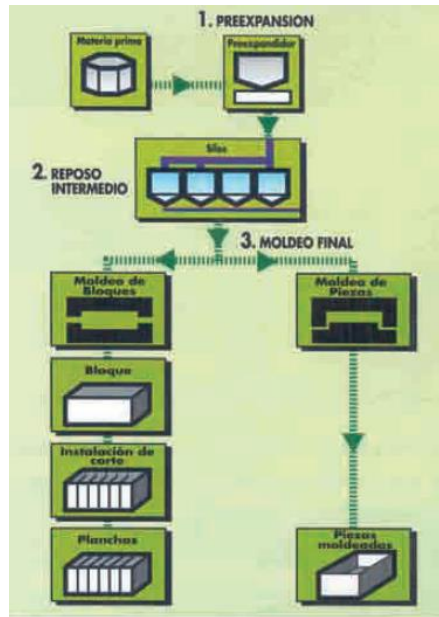 1. PREEXPANSION
Materia prima
Preexpandidor
Silos
2. REPOSO
INTERMEDIO
3. MOLDEO FINAL
Moldeo de
Bloques
Moldeo de
Piezas
Bloque
Instalación de
corte
Planchas
Piezas
moldeadas